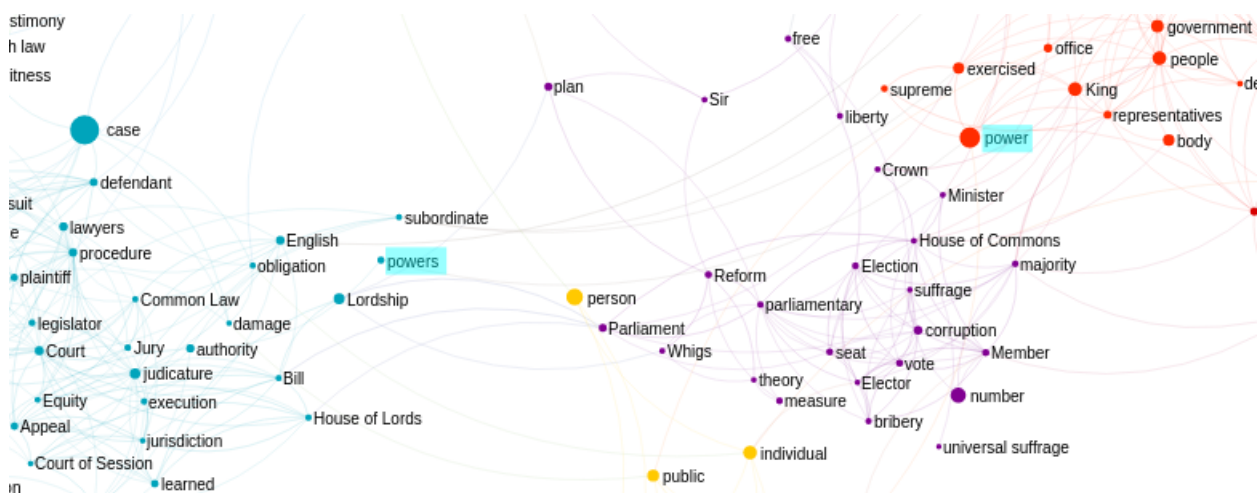 stimony
h law
itness
case
defendant
suit
e
lawyers
procedure
plaintiff
English
obligation
subordinate
powers
Common Law
Lordship
legislator
damage
Court
Jury
authority
judicature
Bill
Equity
execution
House of Lords
Appeal
jurisdiction
Court of Session
learned
on
free
plan
Sir
liberty
Crown
Minister
House of Commons
majority
Election
Reform
suffrage
person
parliamentary
Parliament
corruption
Whigs
seat
Member
vote
theory
Elector
measure
number
bribery
universal suffrage
individual
public
government
office
people
exercised
supreme
King
de
representatives
power
body